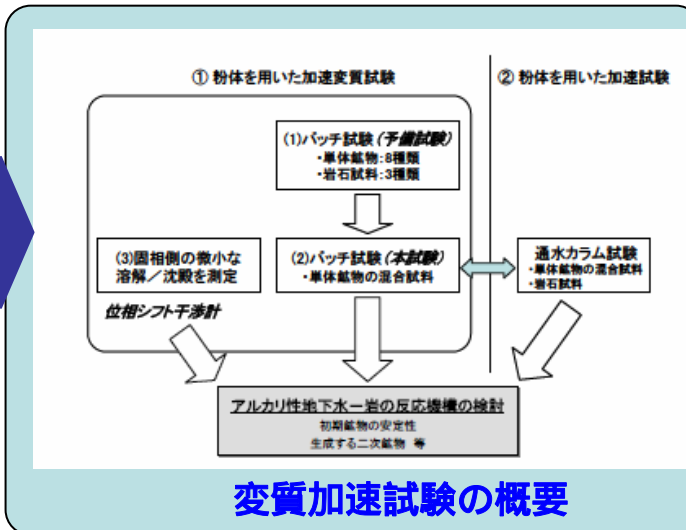 ① 粉体を用いた加速変質試験
② 粉体を用いた加速試験
(1)バッチ試験(予備試験)
・単体鉱物:8種類
・岩石試料:3種類
(3)固相側の微小な
溶解/沈殿を測定
(2)バッチ試験(本試験)
・単体鉱物の混合試料
通水カラム試験
・単体鉱物の混合試料
・岩石試料
位相シフト干渉計
アルカリ性地下水ー岩の反応機構の検討
初期鉱物の安定性
生成する二次鉱物 等
変質加速試験の概要